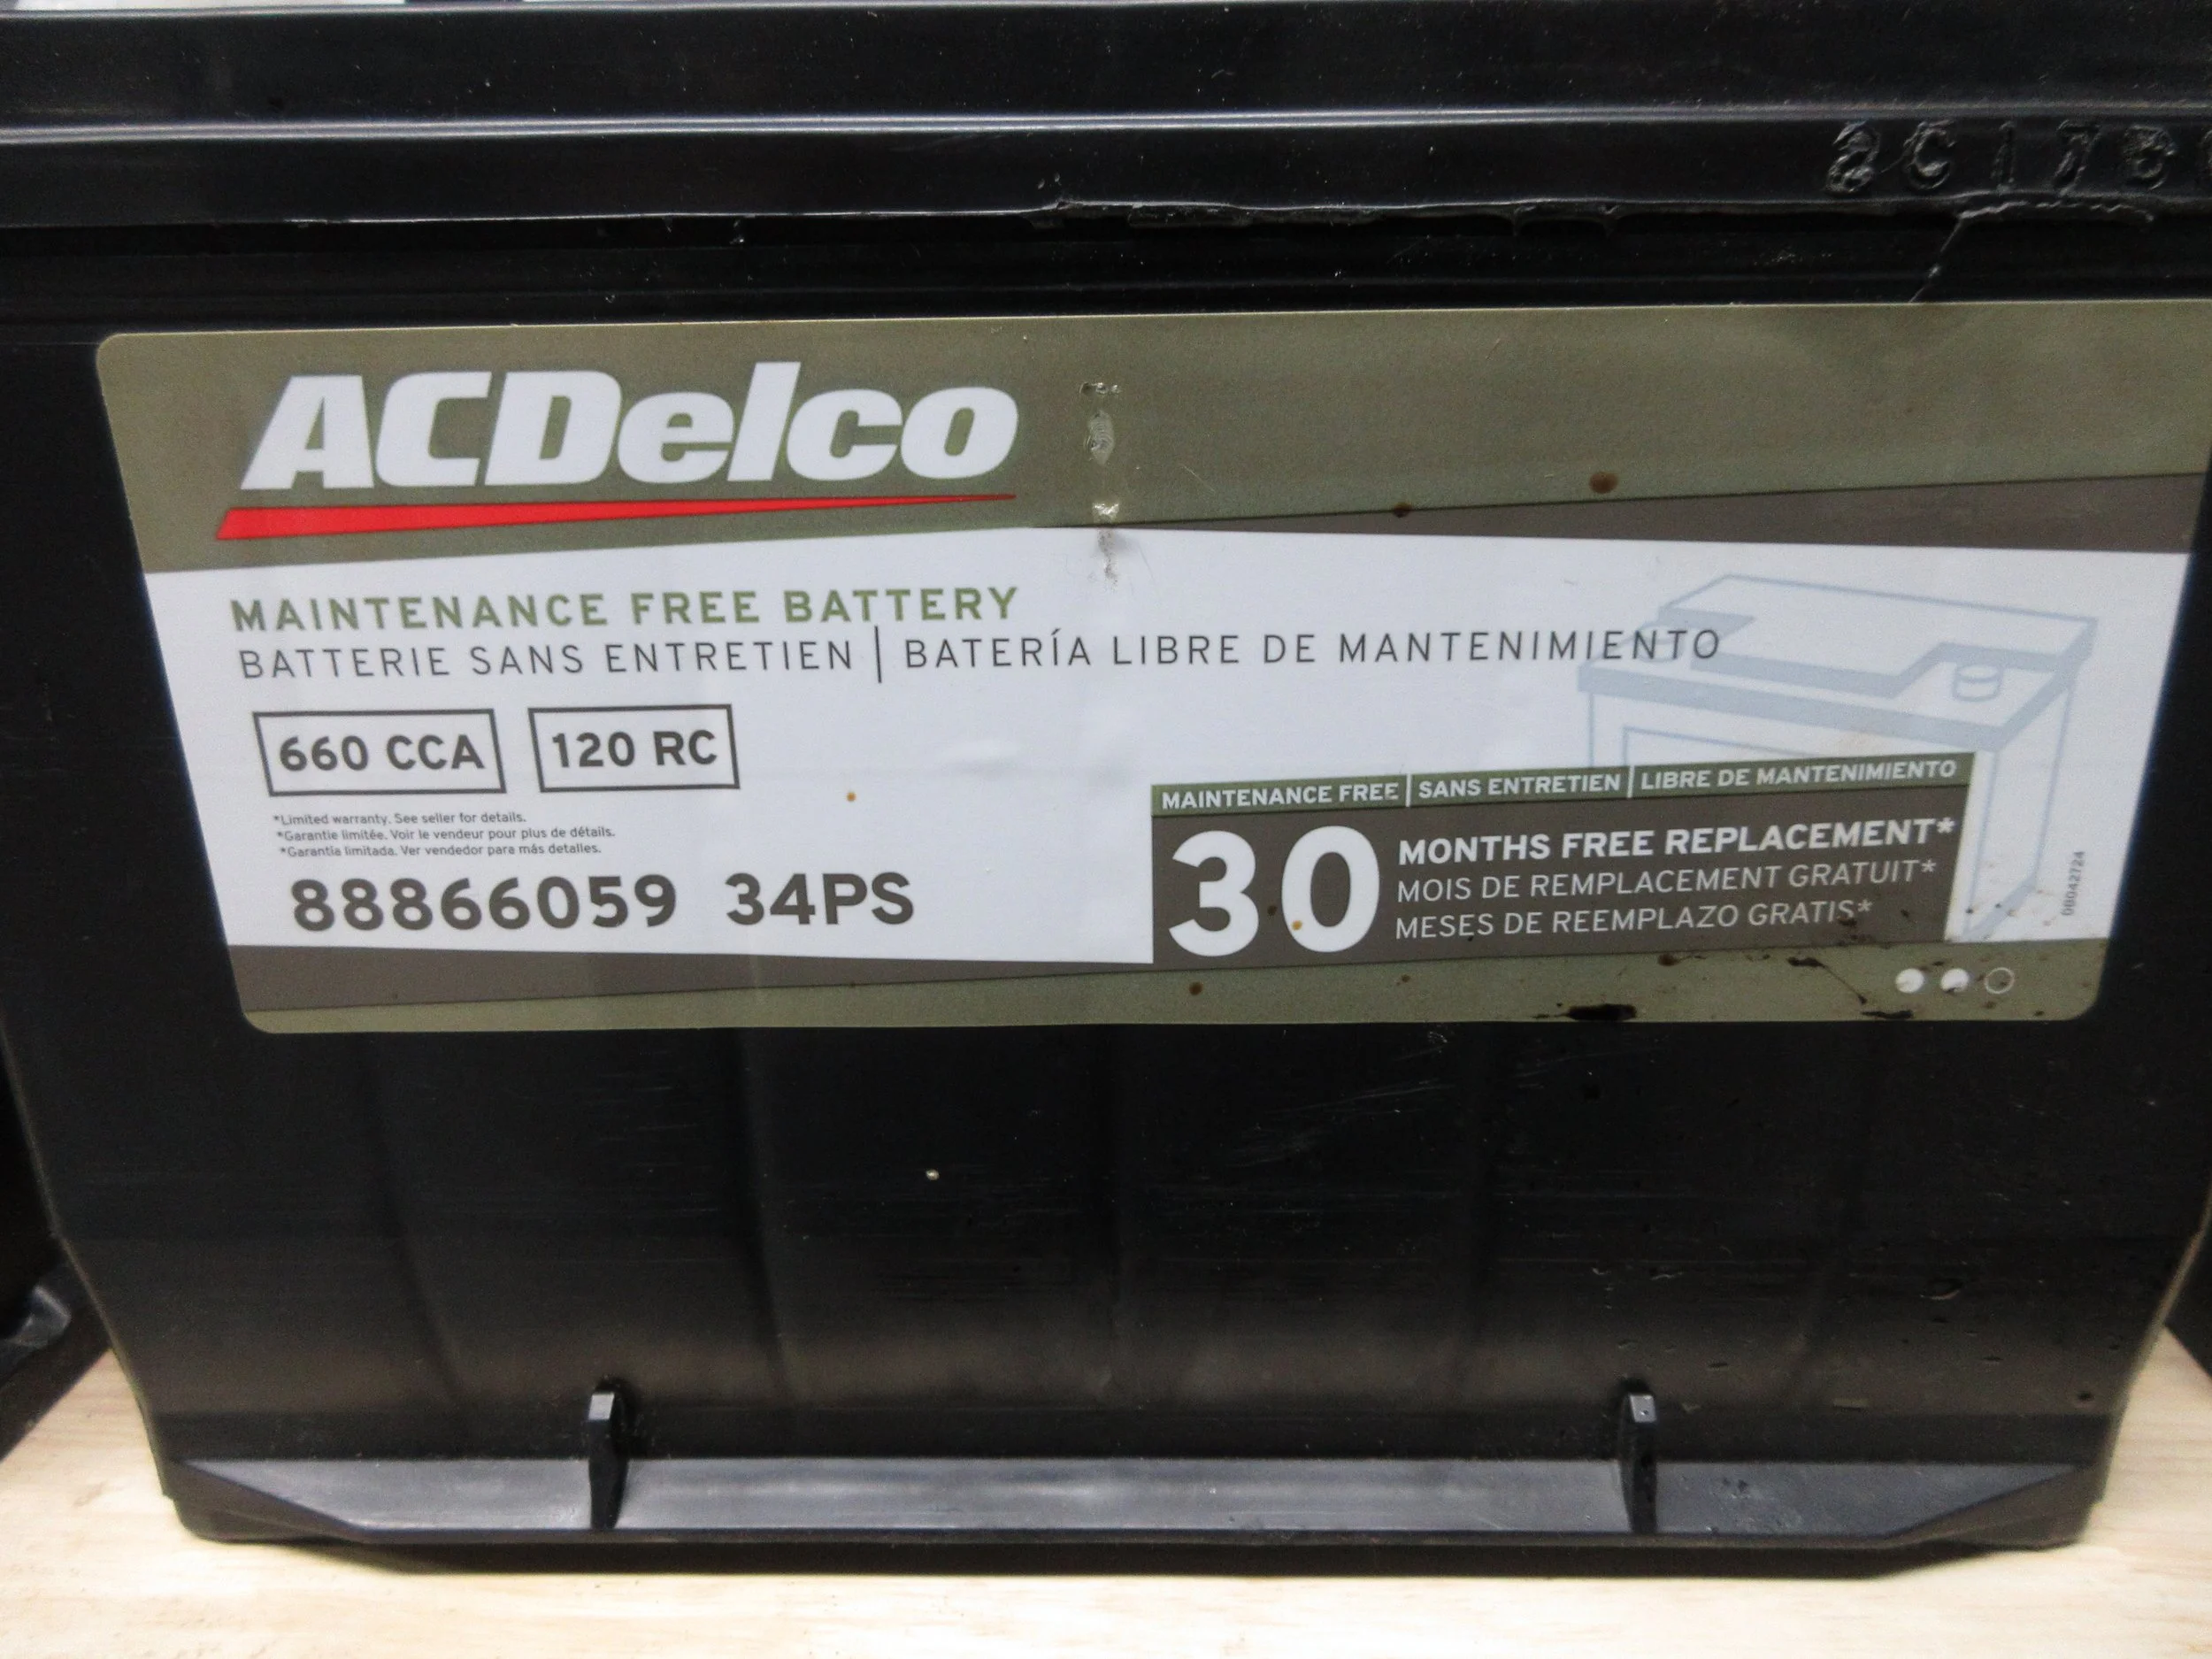 ACDelco
MAINTENANCE FREE BATTERY
BATTERIE SANS ENTRETIEN | BATERÍA LIBRE DE MANTENIMIENTO
660 CCA 120 RC
*Limited warranty. See seller for details.
*Garantie limitée. Voir le vendeur pour plus de détails.
*Garantía limitada. Ver vendedor para más detalles.
88866059 34PS
MAINTENANCE FREE | SANS ENTRETIEN | LIBRE DE MANTENIMIENTO
30
MONTHS FREE REPLACEMENT*
MOIS DE REMPLACEMENT GRATUIT*
MESES DE REEMPLAZO GRATIS*
08042724